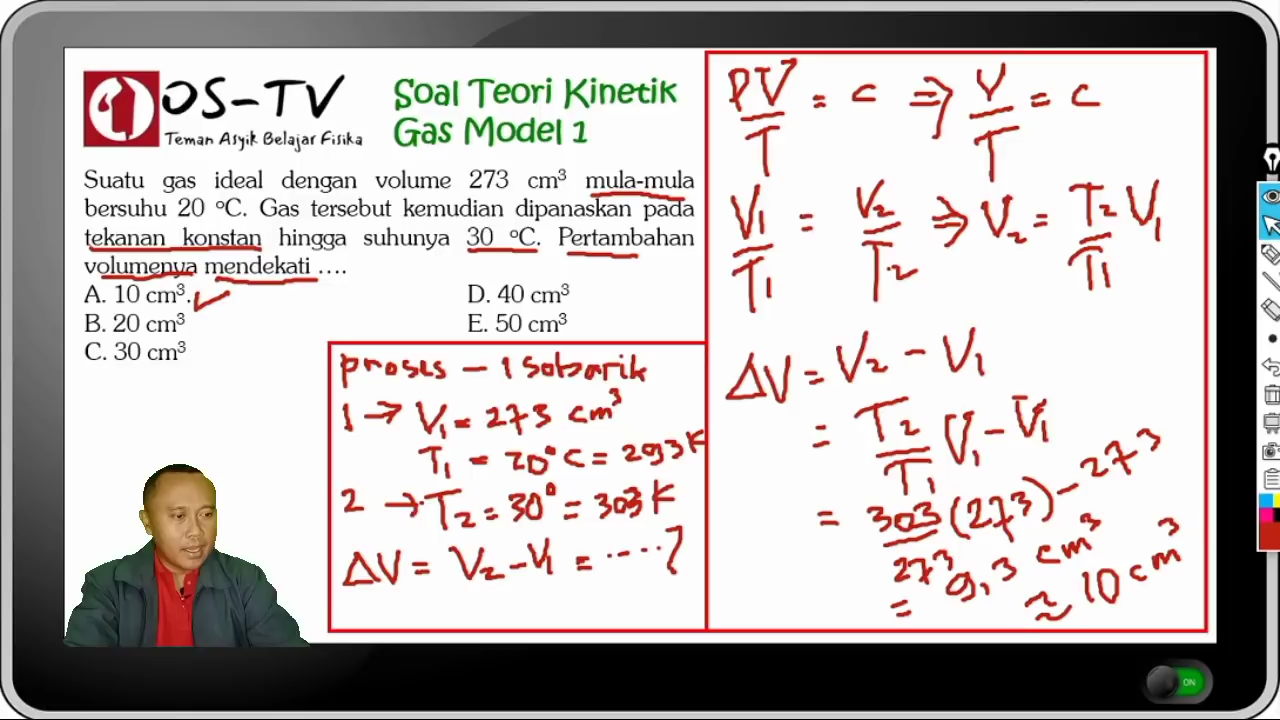 OS-TV
Teman Asyik Belajar Fisika
Soal Teori Kinetik
Gas Model 1
Suatu gas ideal dengan volume 273 cm³ mula-mula
bersuhu 20 °C. Gas tersebut kemudian dipanaskan pada
tekanan konstan hingga suhunya 30 °C. Pertambahan
volumenya mendekati ....
A. 10 cm³.
B. 20 cm³
C. 30 cm³
D. 40 cm³
E. 50 cm³
proses - Isobarik
1 → V₁ = 273 cm³
T₁ = 20°C = 293 K
2 → T₂ = 30° = 303 K
ΔV = V₂ - V₁ = ....?
PV/T = c ⇒ V/T = c
V₁/T₁ = V₂/T₂ ⇒ V₂ = T₂/T₁ V₁
ΔV = V₂ - V₁
= T₂/T₁ V₁ - V₁
= 303/273 (273) - 273
= 9,3 cm³
≈ 10 cm³
ON